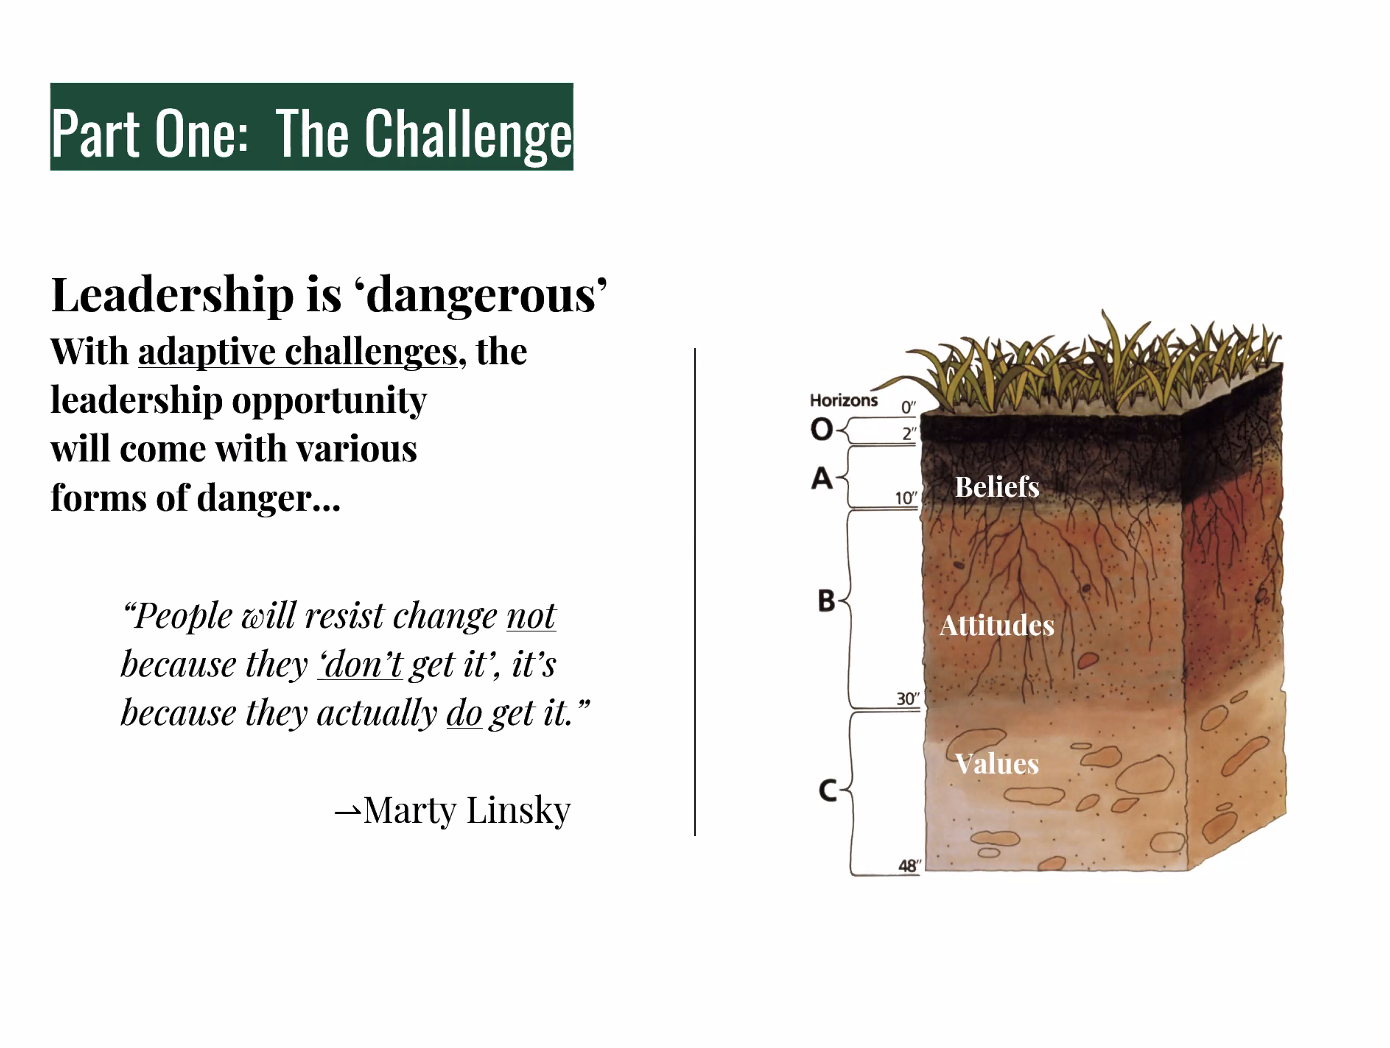 Part One:  The Challenge
Leadership is ‘dangerous’
With adaptive challenges, the
leadership opportunity
will come with various
forms of danger...
“People will resist change not
because they ‘don’t get it’, it’s
because they actually do get it.”
⇀Marty Linsky
Horizons
0”
O
2”
A
Beliefs
10”
B
Attitudes
30”
Values
C
48”